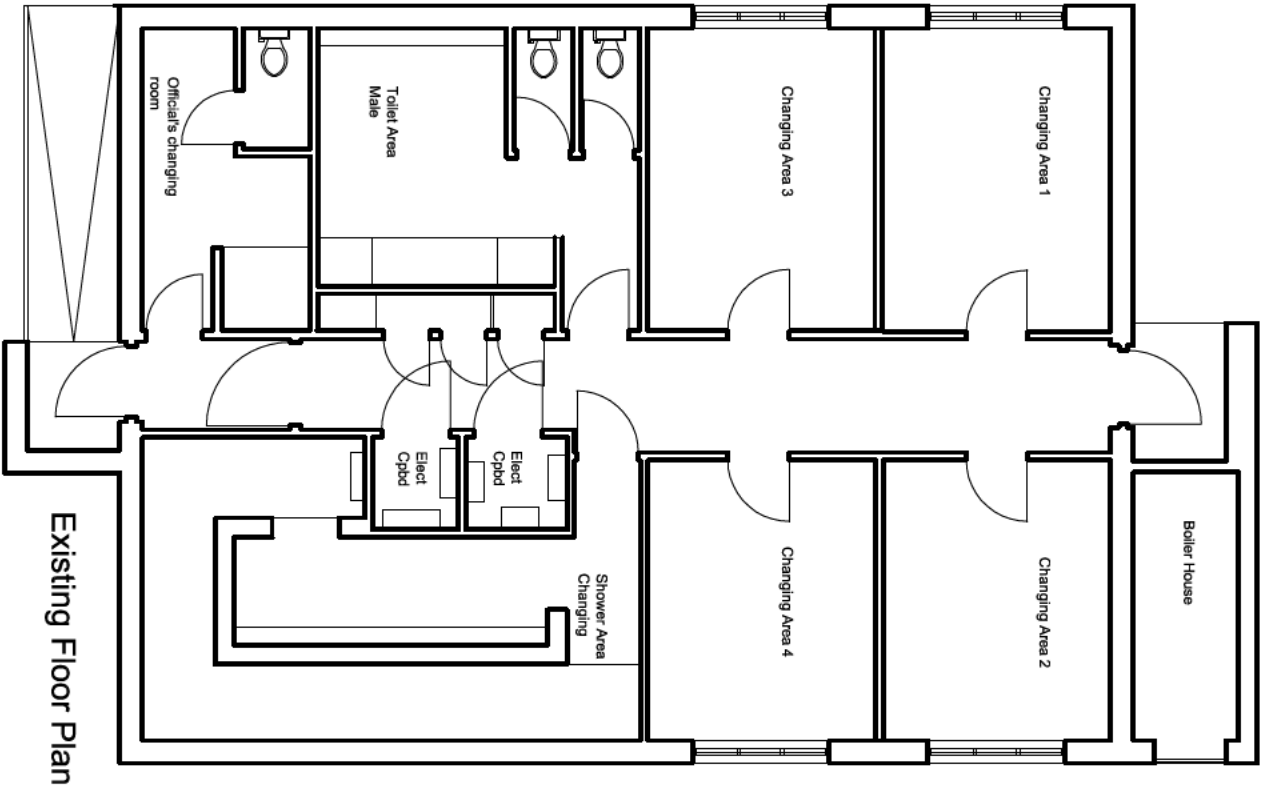 Official's changing
room
Toilet Area
Male
Changing Area 3
Changing Area 1
Elect
Cpbd
Elect
Cpbd
Shower Area
Changing
Changing Area 4
Changing Area 2
Boiler House
Existing Floor Plan